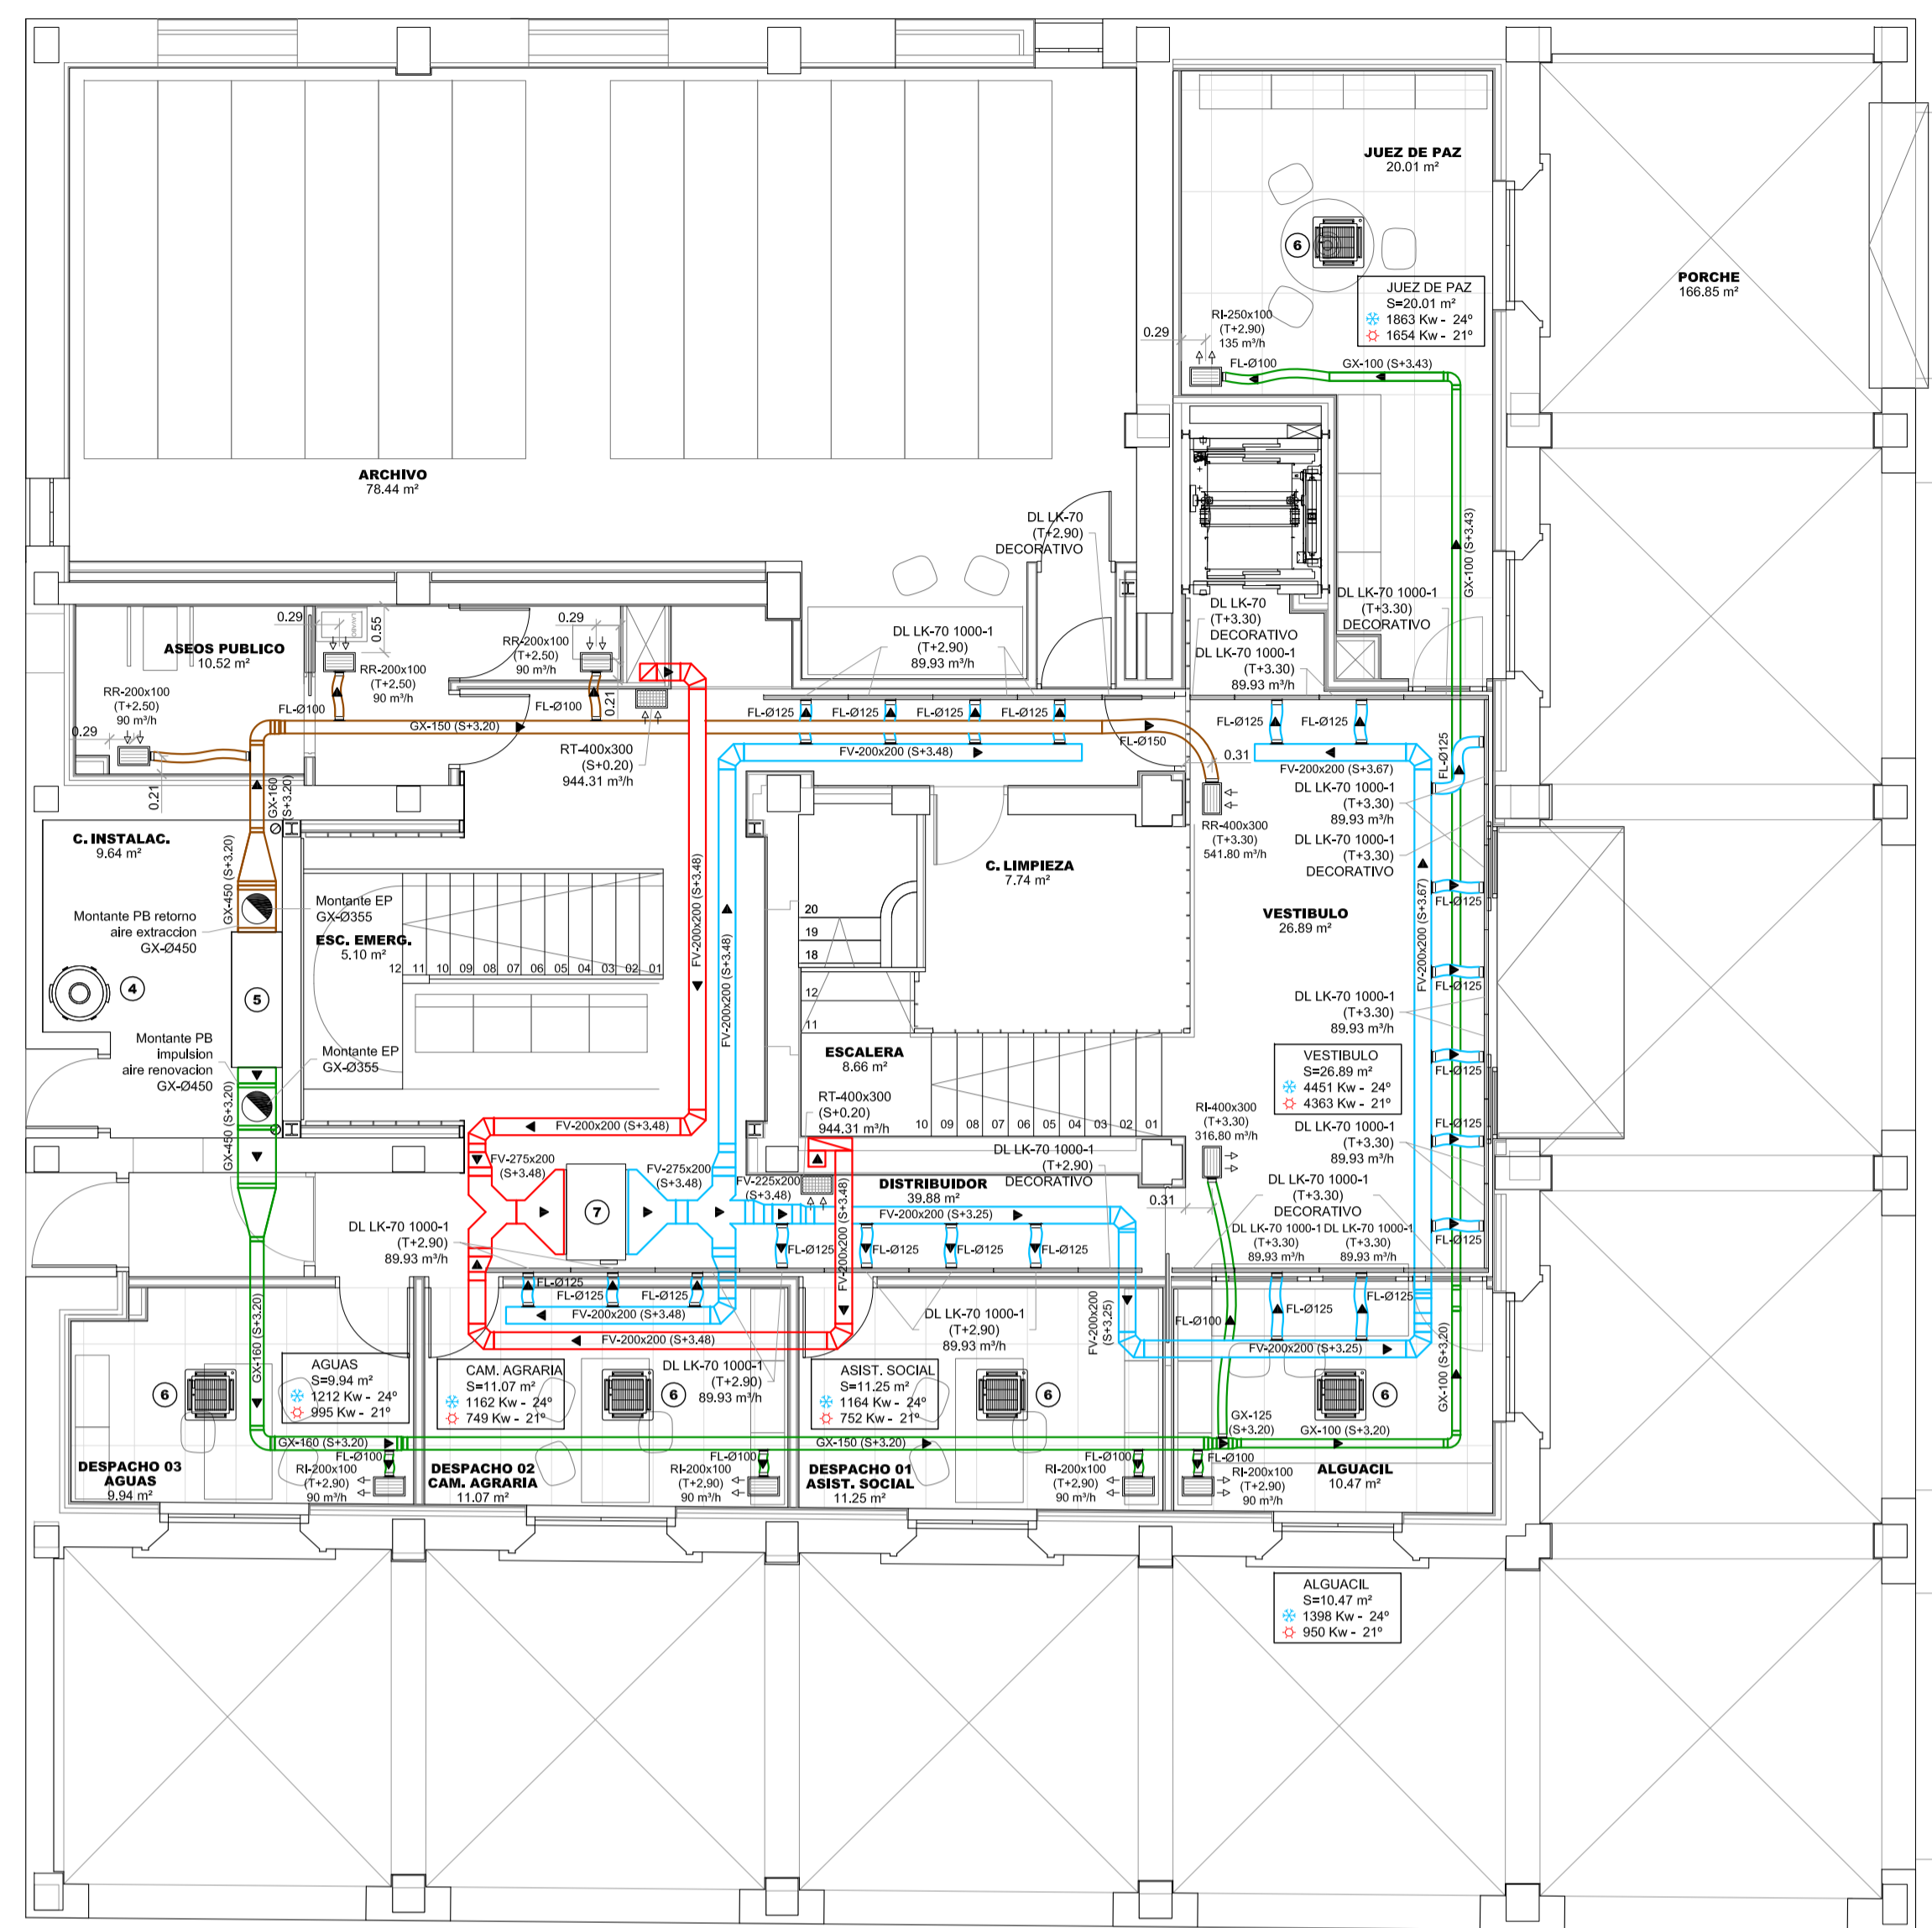 JUEZ DE PAZ
20.01 m²
6
JUEZ DE PAZ
S=20.01 m²
1863 Kw - 24º
1654 Kw - 21º
PORCHE
166.85 m²
RI-250x100
(T+2.90)
135 m³/h
0.29
FL-Ø100
GX-100 (S+3.43)
ARCHIVO
78.44 m²
DL LK-70
(T+2.90)
DECORATIVO
GX-100 (S+3.43)
DL LK-70
(T+3.30)
DECORATIVO
DL LK-70 1000-1
(T+3.30)
DECORATIVO
DL LK-70 1000-1
(T+3.30)
89.93 m³/h
DL LK-70 1000-1
(T+2.90)
89.93 m³/h
0.29
LAVABO
0.55
0.29
ASEOS PUBLICO
10.52 m²
RR-200x100
(T+2.50)
90 m³/h
RR-200x100
(T+2.50)
90 m³/h
RR-200x100
(T+2.50)
90 m³/h
FL-Ø100
FL-Ø100
0.21
0.29
0.21
GX-150 (S+3.20)
FL-Ø125
FL-Ø125
FL-Ø125
FL-Ø125
FL-Ø125
FL-Ø125
FL-Ø125
FV-200x200 (S+3.48)
FL-Ø150
0.31
FV-200x200 (S+3.67)
RT-400x300
(S+0.20)
944.31 m³/h
GX-160
(S+3.20)
RR-400x300
(T+3.30)
541.80 m³/h
DL LK-70 1000-1
(T+3.30)
89.93 m³/h
DL LK-70 1000-1
(T+3.30)
DECORATIVO
C. INSTALAC.
9.64 m²
GX-450 (S+3.20)
Montante PB retorno
aire extraccion
GX-Ø450
Montante EP
GX-Ø355
ESC. EMERG.
5.10 m²
12 11 10 09 08 07 06 05 04 03 02 01
FV-200x200 (S+3.48)
FV-200x200 (S+3.48)
C. LIMPIEZA
7.74 m²
20
19
18
12
11
VESTIBULO
26.89 m²
FV-200x200 (S+3.67)
FL-Ø125
FL-Ø125
4
5
DL LK-70 1000-1
(T+3.30)
89.93 m³/h
Montante PB
impulsion
aire renovacion
GX-Ø450
Montante EP
GX-Ø355
GX-450 (S+3.20)
ESCALERA
8.66 m²
RT-400x300
(S+0.20)
944.31 m³/h
10 09 08 07 06 05 04 03 02 01
VESTIBULO
S=26.89 m²
4451 Kw - 24º
4363 Kw - 21º
FL-Ø125
RI-400x300
(T+3.30)
316.80 m³/h
DL LK-70 1000-1
(T+3.30)
89.93 m³/h
FL-Ø125
FV-200x200 (S+3.48)
FV-275x200
(S+3.48)
FV-275x200
(S+3.48)
7
FV-225x200
(S+3.48)
DL LK-70 1000-1
(T+2.90)
DECORATIVO
DISTRIBUIDOR
39.88 m²
0.31
FV-200x200 (S+3.25)
DL LK-70 1000-1
(T+3.30)
DECORATIVO
DL LK-70 1000-1
(T+3.30)
89.93 m³/h
DL LK-70 1000-1
(T+3.30)
89.93 m³/h
FL-Ø125
DL LK-70 1000-1
(T+2.90)
89.93 m³/h
FL-Ø125
FL-Ø125
FL-Ø125
FL-Ø125
FV-200x200 (S+3.48)
FL-Ø125
FL-Ø125
FL-Ø125
FV-200x200 (S+3.48)
FV-200x200 (S+3.48)
DL LK-70 1000-1
(T+2.90)
89.93 m³/h
FV-200x200
(S+3.25)
FL-Ø100
FL-Ø125
FL-Ø125
FV-200x200 (S+3.25)
GX-160 (S+3.20)
GX-100 (S+3.20)
6
AGUAS
S=9.94 m²
1212 Kw - 24º
995 Kw - 21º
CAM. AGRARIA
S=11.07 m²
1162 Kw - 24º
749 Kw - 21º
DL LK-70 1000-1
(T+2.90)
89.93 m³/h
6
ASIST. SOCIAL
S=11.25 m²
1164 Kw - 24º
752 Kw - 21º
6
6
GX-160 (S+3.20)
GX-150 (S+3.20)
GX-125
(S+3.20)
GX-100 (S+3.20)
DESPACHO 03
AGUAS
9.94 m²
FL-Ø100
RI-200x100
(T+2.90)
90 m³/h
DESPACHO 02
CAM. AGRARIA
11.07 m²
FL-Ø100
RI-200x100
(T+2.90)
90 m³/h
DESPACHO 01
ASIST. SOCIAL
11.25 m²
FL-Ø100
RI-200x100
(T+2.90)
90 m³/h
FL-Ø100
RI-200x100
(T+2.90)
90 m³/h
ALGUACIL
10.47 m²
ALGUACIL
S=10.47 m²
1398 Kw - 24º
950 Kw - 21º